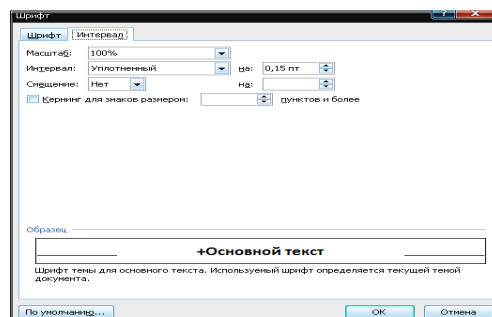 Шрифт
Шрифт Интервал
Масштаб: 100%
Интервал: Уплотненный на: 0,15 пт
Смещение: Нет на:
Кернинг для знаков размером: пунктов и более
Образец
+Основной текст
Шрифт темы для основного текста. Используемый шрифт определяется текущей темой
документа.
По умолчанию... ОК Отмена